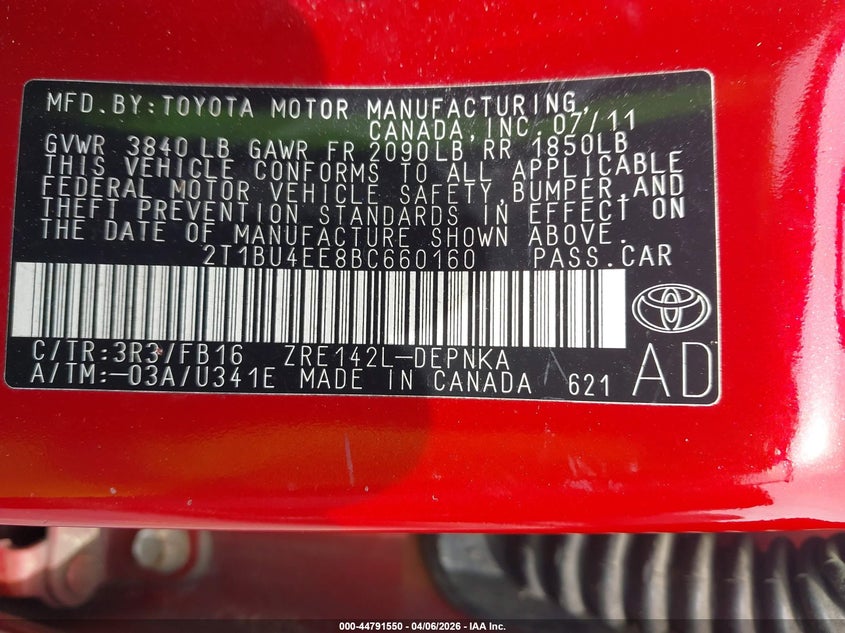 MFD.BY:TOYOTA MOTOR MANUFACTURING,
CANADA,INC. 07/11
GVWR 3840LB GAWR FR 2090LB RR 1850LB
THIS VEHICLE CONFORMS TO ALL APPLICABLE
FEDERAL MOTOR VEHICLE SAFETY,BUMPER,AND
THEFT PREVENTION STANDARDS IN EFFECT ON
THE DATE OF MANUFACTURE SHOWN ABOVE.
2T1BU4EE8BC660160 PASS.CAR
C/TR:3R3/FB16 ZRE142L-DEPNKA
A/TM:-03A/U341E MADE IN CANADA 621
AD
000-44791550 | 04/06/2026 – IAA Inc.